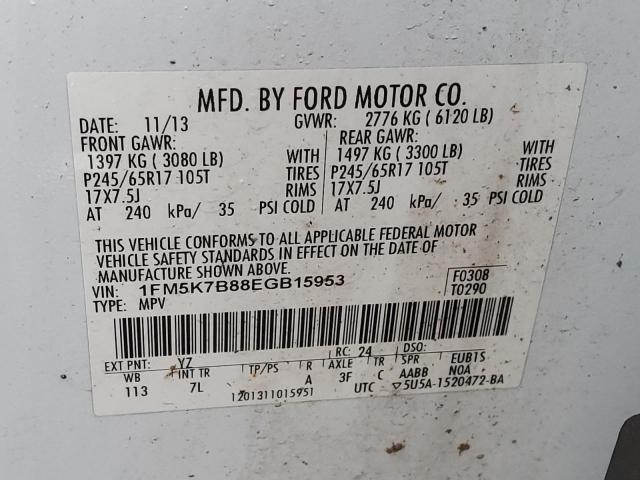 MFD. BY FORD MOTOR CO.
DATE: 11/13 GVWR: 2776 KG ( 6120 LB)
FRONT GAWR: REAR GAWR:
1397 KG ( 3080 LB) WITH 1497 KG ( 3300 LB) WITH
P245/65R17 105T TIRES P245/65R17 105T TIRES
17X7.5J RIMS 17X7.5J RIMS
AT 240 kPa/ 35 PSI COLD AT 240 kPa/ 35 PSI COLD
THIS VEHICLE CONFORMS TO ALL APPLICABLE FEDERAL MOTOR
VEHICLE SAFETY STANDARDS IN EFFECT ON THE DATE OF
MANUFACTURE SHOWN ABOVE.
VIN: 1FM5K7B88EGB15953 F0308
TYPE: MPV T0290
EXT PNT: Y7 RC: 24 DSO:
WB INT TR TP/PS R AXLE TR SPR EUB1S
113 7L A 3F C AABB N0A
1201311015951 UTC ▽5U5A-1520472-BA